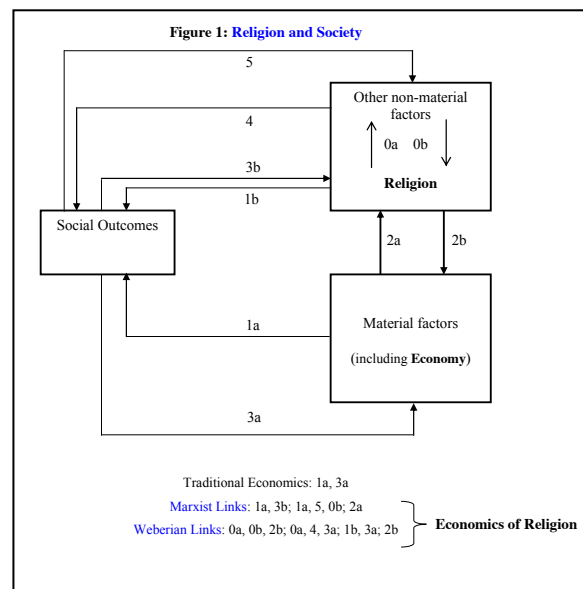 Figure 1: Religion and Society
5
Other non-material
factors
4
0a 0b
3b
Religion
1b
Social Outcomes
2a 2b
1a
Material factors
(including Economy)
3a
Traditional Economics: 1a, 3a
Marxist Links: 1a, 3b; 1a, 5, 0b; 2a
Weberian Links: 0a, 0b, 2b; 0a, 4, 3a; 1b, 3a; 2b
Economics of Religion